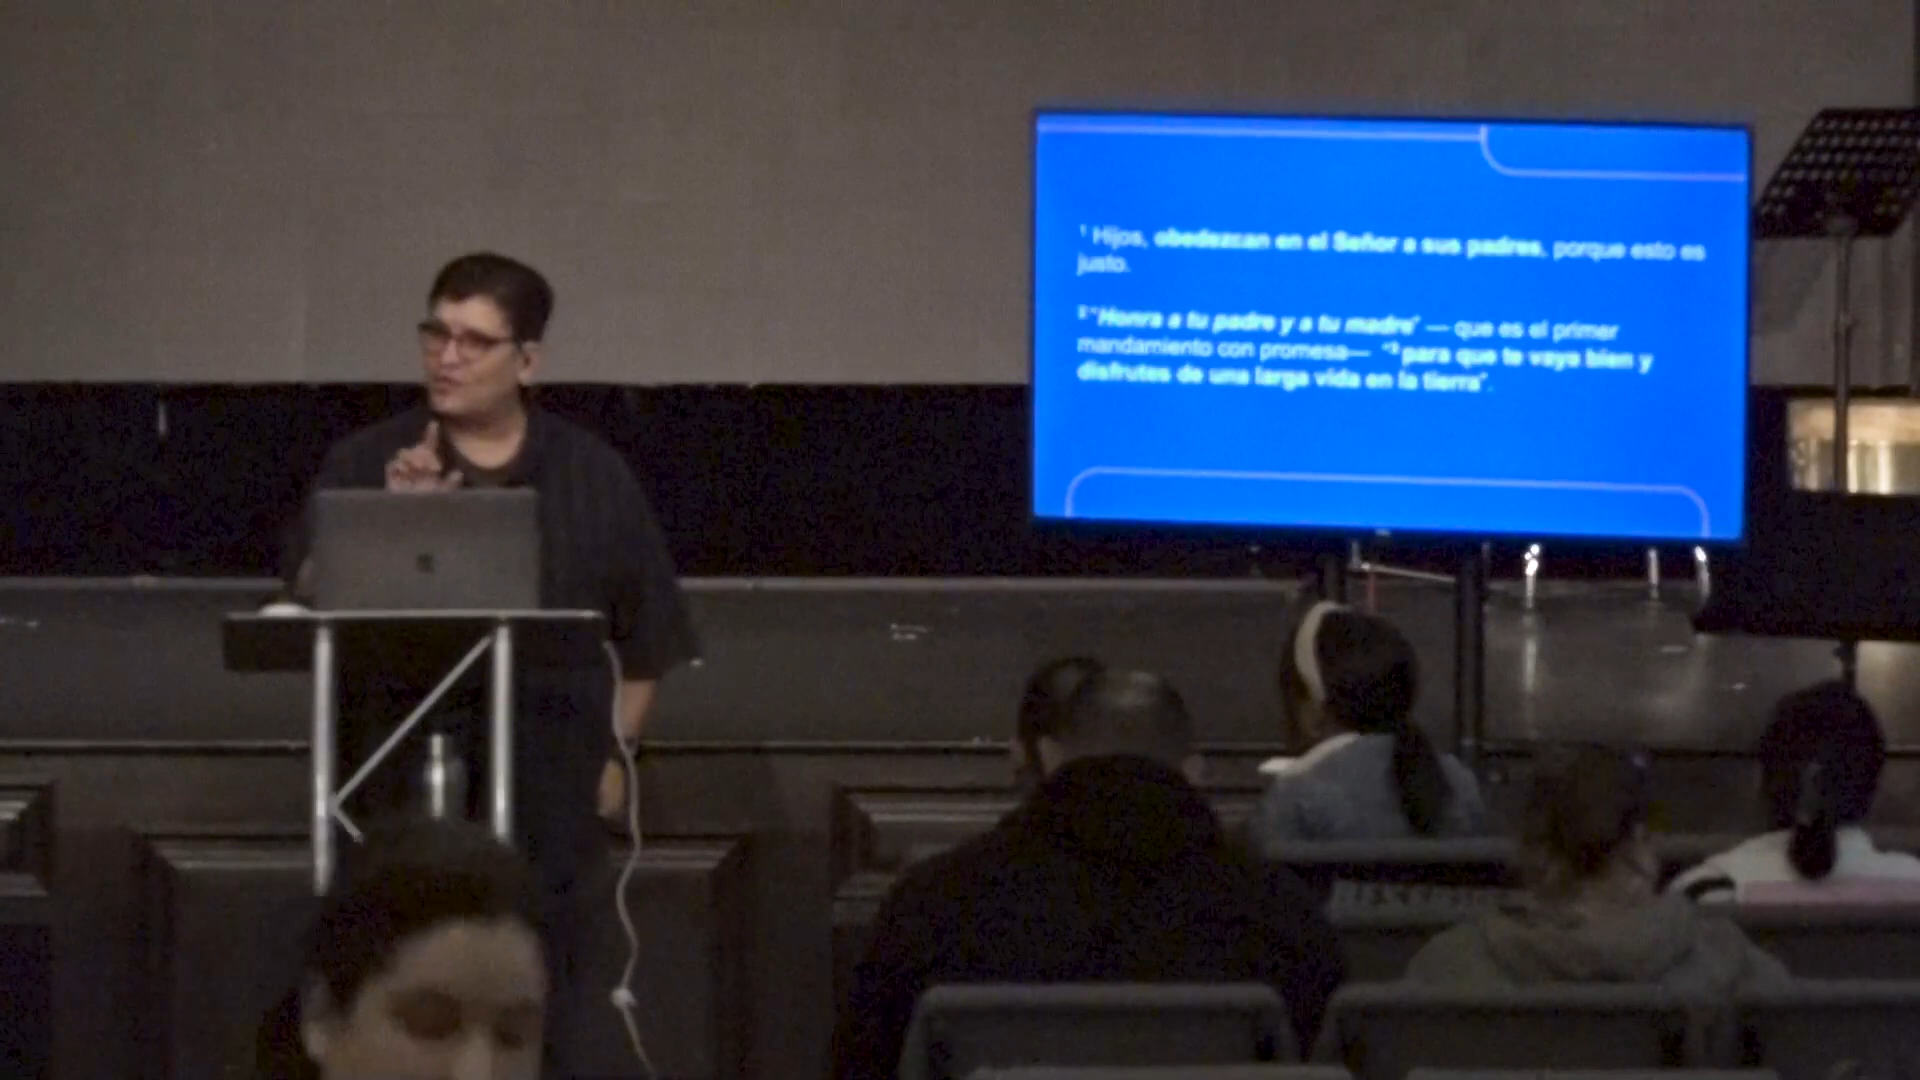 ¹ Hijos, obedezcan en el Señor a sus padres, porque esto es
justo.
² "Honra a tu padre y a tu madre" — que es el primer
mandamiento con promesa— "³ para que te vaya bien y
disfrutes de una larga vida en la tierra".